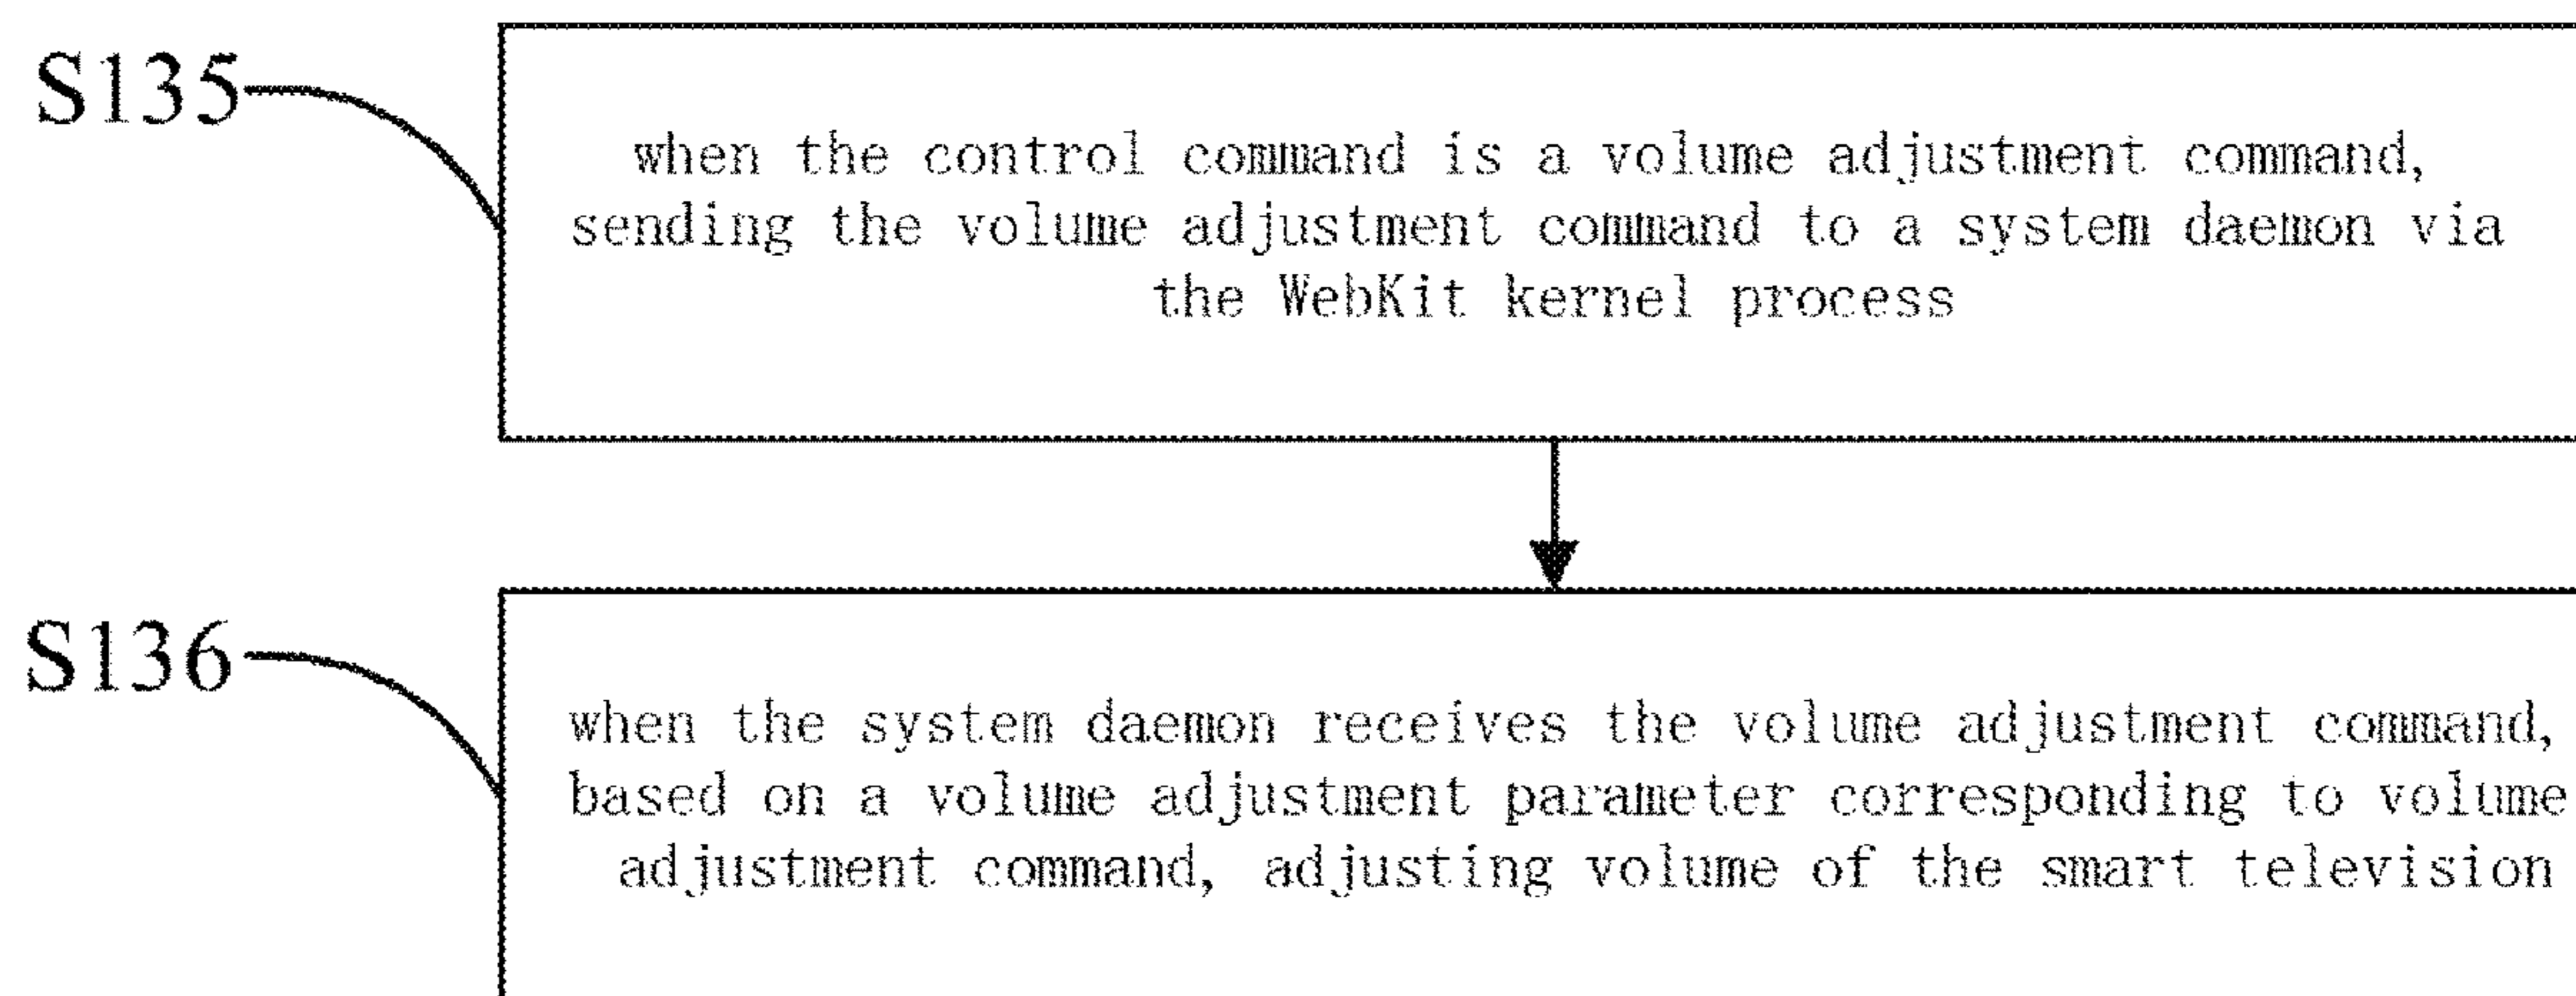 S135
when the control command is a volume adjustment command,
sending the volume adjustment command to a system daemon via
the WebKit kernel process
S136
when the system daemon receives the volume adjustment command,
based on a volume adjustment parameter corresponding to volume
adjustment command, adjusting volume of the smart television